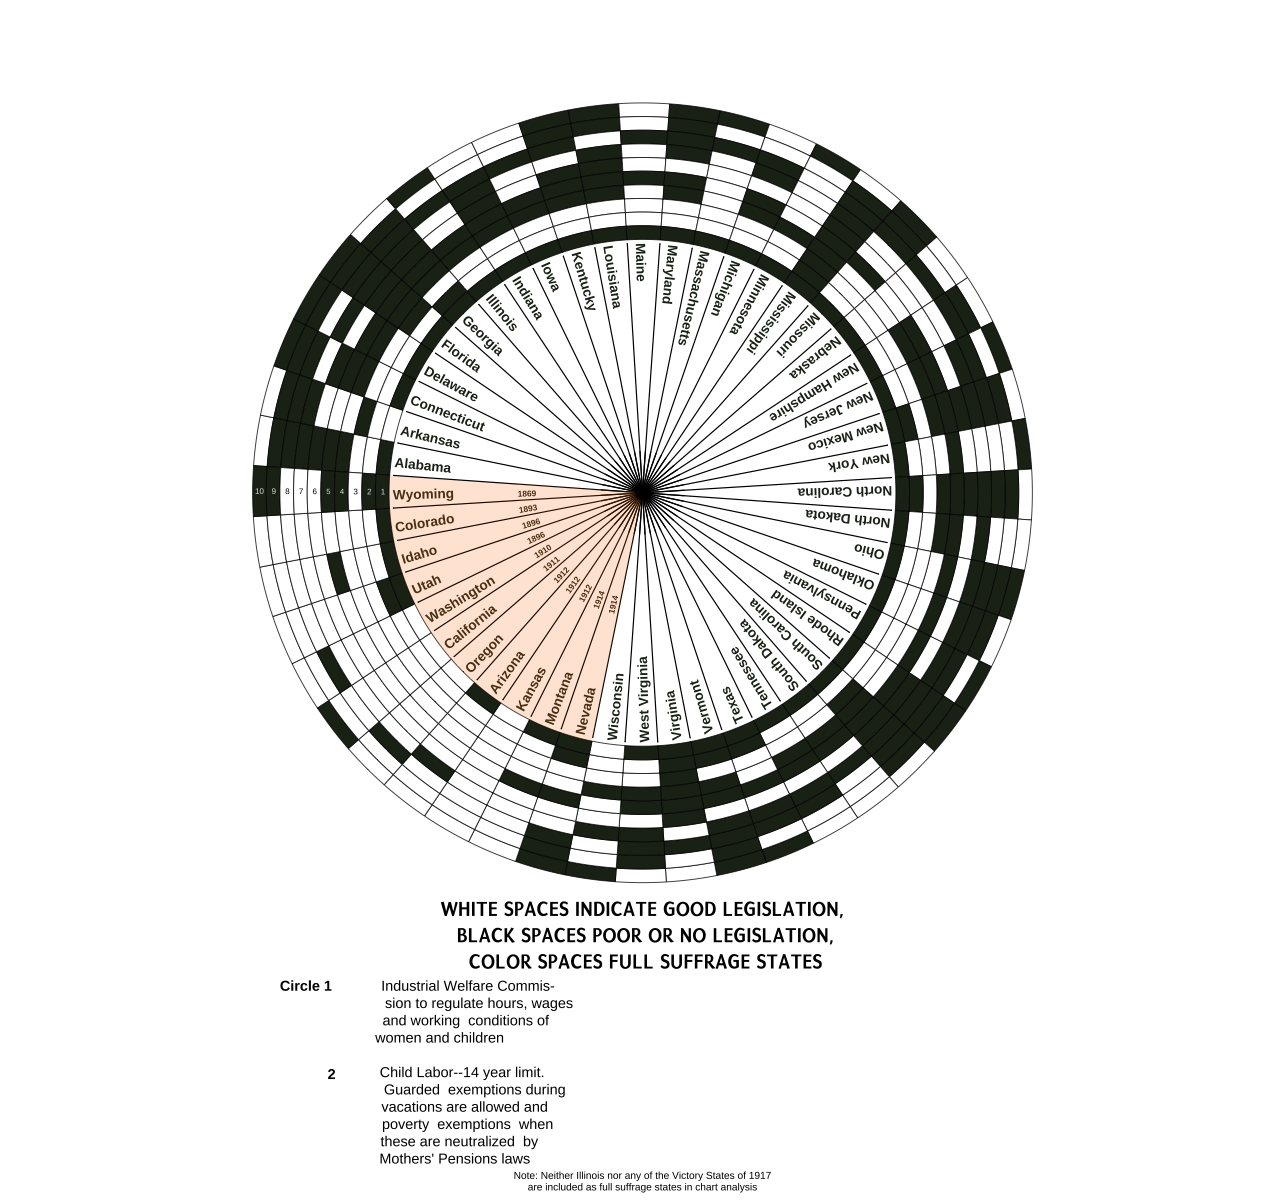 Maine
Maryland
Massachusetts
Michigan
Minnesota
Mississippi
Missouri
Nebraska
New Hampshire
New Jersey
New Mexico
New York
North Carolina
North Dakota
Ohio
Oklahoma
Pennsylvania
Rhode Island
South Carolina
South Dakota
Tennessee
Texas
Vermont
Virginia
West Virginia
Wisconsin
Nevada 1914
Montana 1914
Kansas 1912
Arizona 1912
Oregon 1912
California 1911
Washington 1910
Utah 1896
Idaho 1896
Colorado 1893
10 9 8 7 6 5 4 3 2 1 Wyoming 1869
Alabama
Arkansas
Connecticut
Delaware
Florida
Georgia
Illinois
Indiana
Iowa
Kentucky
Louisiana
WHITE SPACES INDICATE GOOD LEGISLATION,
BLACK SPACES POOR OR NO LEGISLATION,
COLOR SPACES FULL SUFFRAGE STATES
Circle 1 Industrial Welfare Commis-
sion to regulate hours, wages
and working conditions of
women and children
2 Child Labor--14 year limit.
Guarded exemptions during
vacations are allowed and
poverty exemptions when
these are neutralized by
Mothers' Pensions laws
Note: Neither Illinois nor any of the Victory States of 1917
are included as full suffrage states in chart analysis